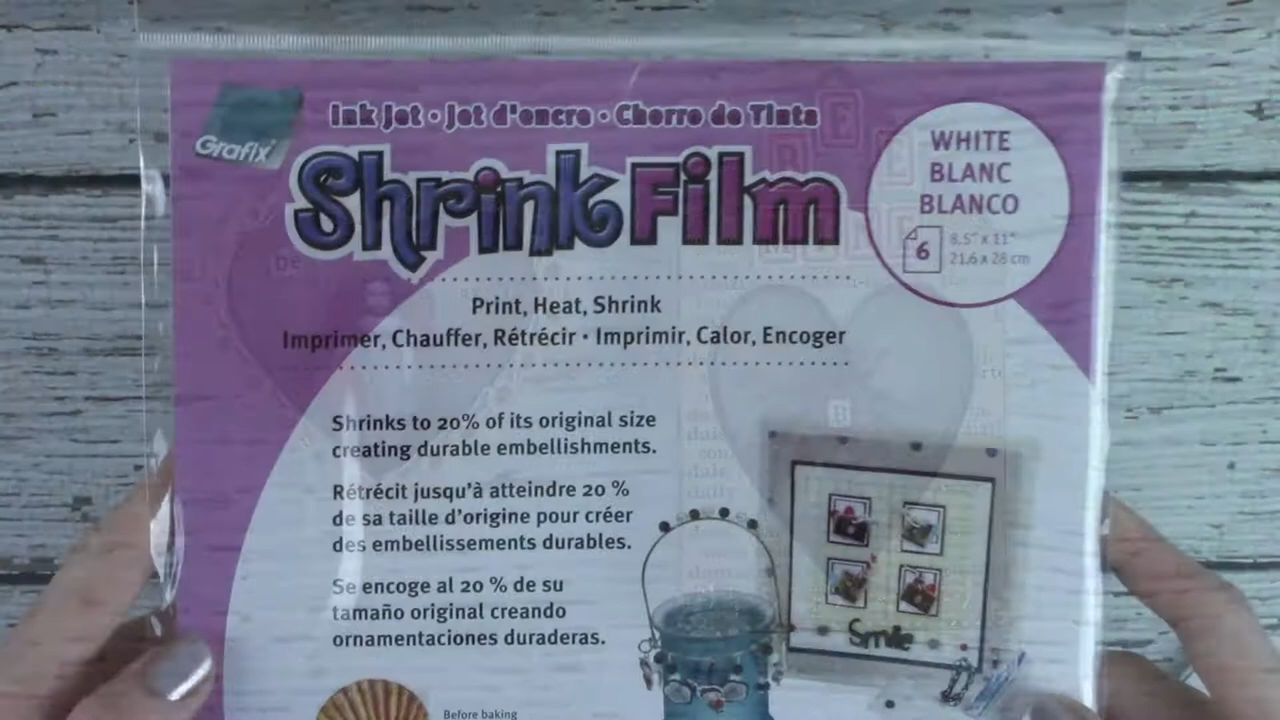 Grafix
Ink Jet • Jet d'encre • Chorro de Tinta
Shrink Film
WHITE
BLANC
BLANCO
6
8.5" x 11"
21.6 x 28 cm
Print, Heat, Shrink
Imprimer, Chauffer, Rétrécir • Imprimir, Calor, Encoger
Shrinks to 20% of its original size
creating durable embellishments.
Rétrécit jusqu'à atteindre 20 %
de sa taille d'origine pour créer
des embellissements durables.
Se encoge al 20 % de su
tamaño original creando
ornamentaciones duraderas.
Smile
Before baking